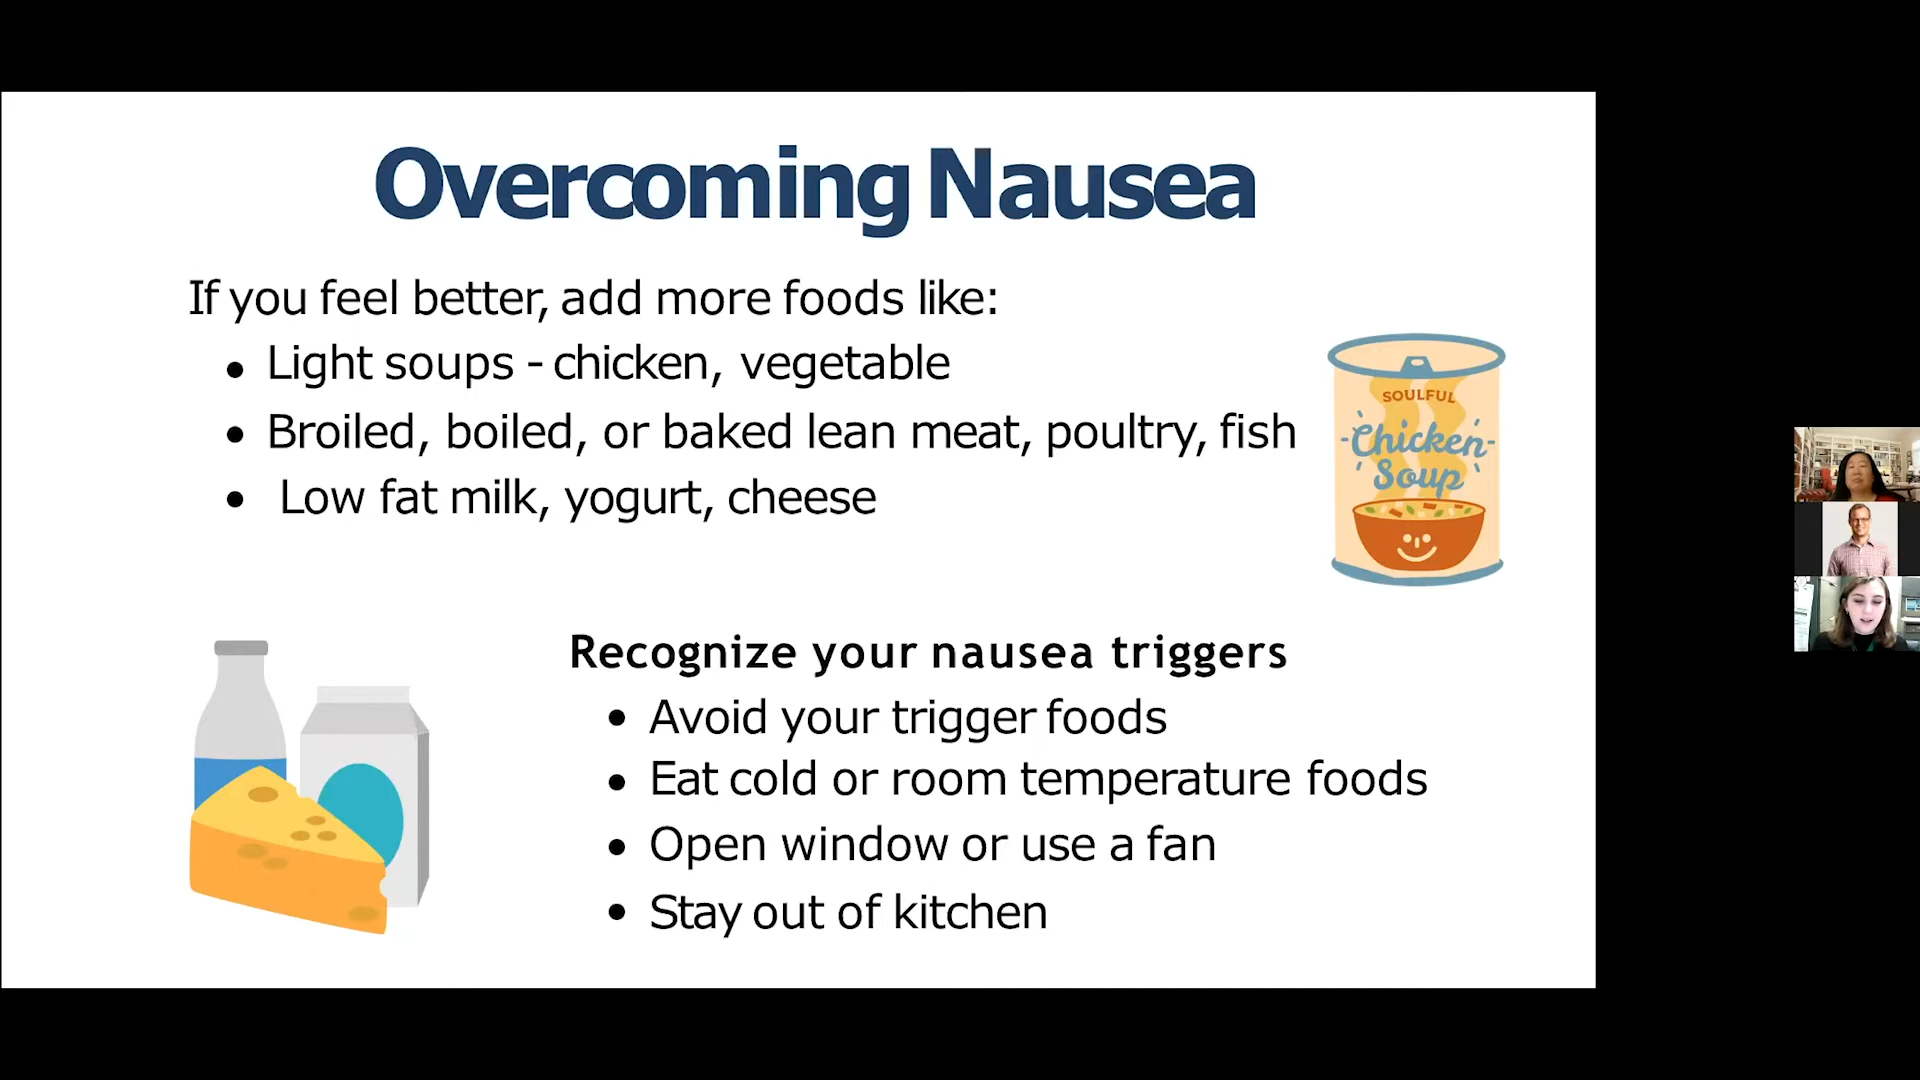 Overcoming Nausea
If you feel better, add more foods like:
• Light soups - chicken, vegetable
• Broiled, boiled, or baked lean meat, poultry, fish
• Low fat milk, yogurt, cheese
SOULFUL
-Chicken-
Soup
Recognize your nausea triggers
• Avoid your trigger foods
• Eat cold or room temperature foods
• Open window or use a fan
• Stay out of kitchen